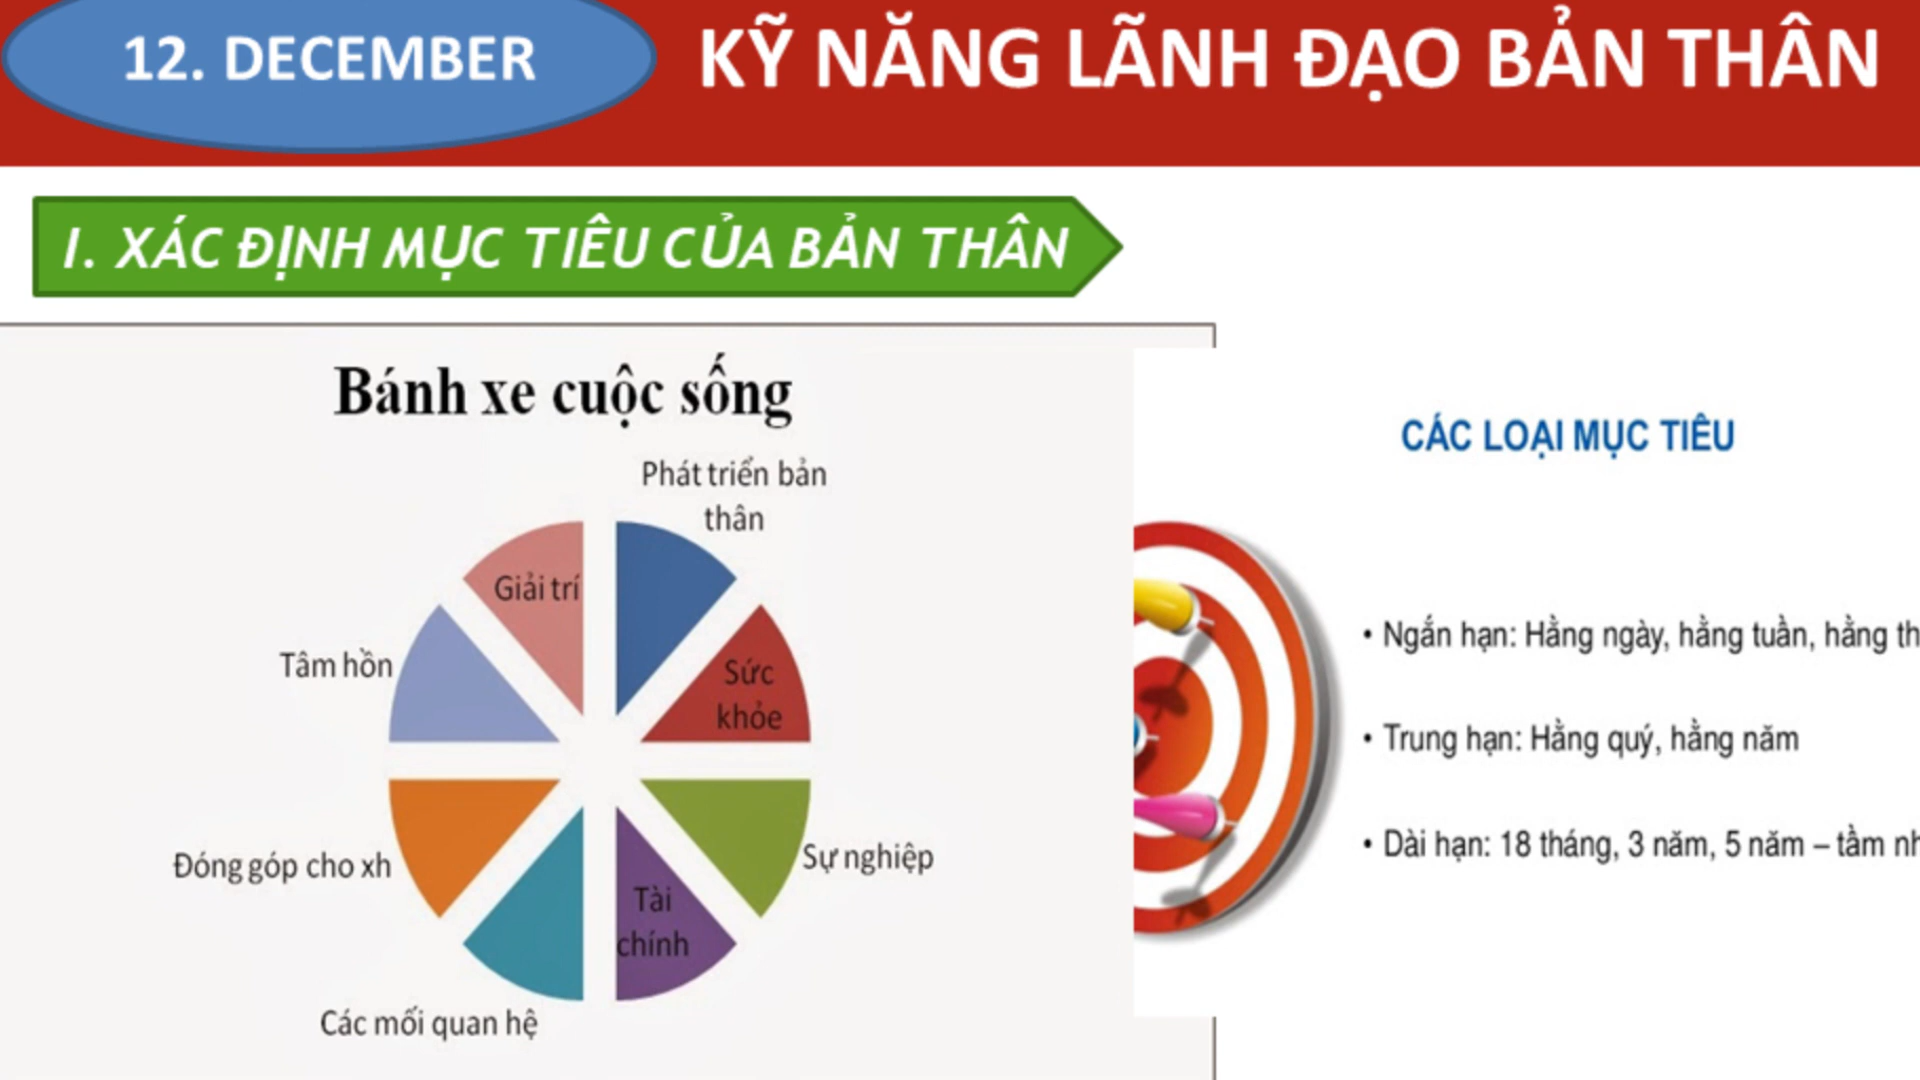 12. DECEMBER
KỸ NĂNG LÃNH ĐẠO BẢN THÂN
I. XÁC ĐỊNH MỤC TIÊU CỦA BẢN THÂN
Bánh xe cuộc sống
Phát triển bản
thân
Giải trí
Sức
khỏe
Tâm hồn
Sự nghiệp
Đóng góp cho xh
Tài
chính
Các mối quan hệ
CÁC LOẠI MỤC TIÊU
• Ngắn hạn: Hằng ngày, hằng tuần, hằng
• Trung hạn: Hằng quý, hằng năm
• Dài hạn: 18 tháng, 3 năm, 5 năm – tầm